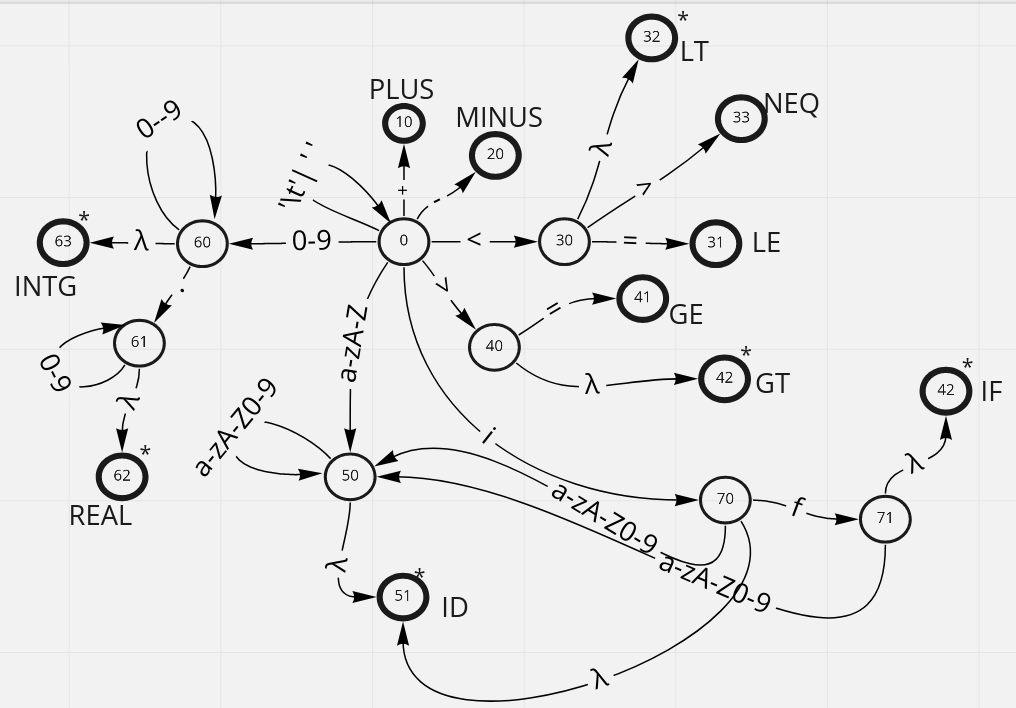 32
*
LT
PLUS
10
MINUS
20
NEQ
33
0--9
'\t'| ' '
+
-
λ
>
63
*
INTG
λ
60
0-9
0
<
30
=
31
LE
.
61
0-9
a-zA-Z
>
40
=
41
GE
λ
42
*
GT
λ
62
*
REAL
a-zA-Z0-9
50
i
a-zA-Z0-9
a-zA-Z0-9
70
f
71
λ
42
*
IF
λ
51
*
ID
λ